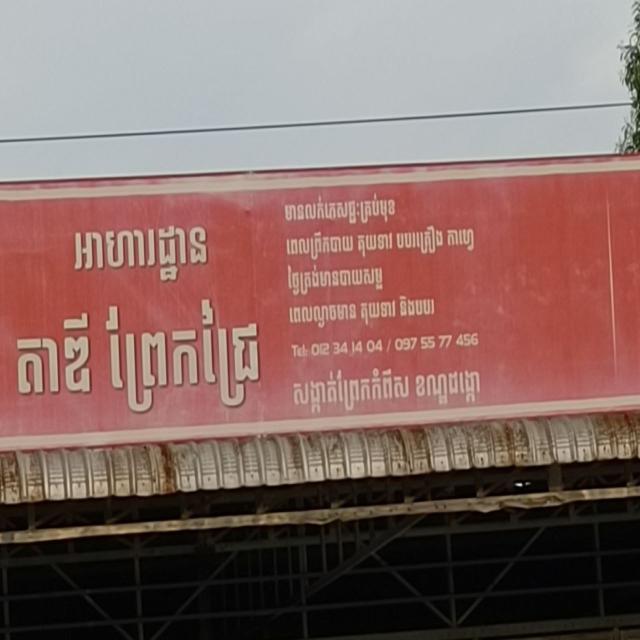 អាហារដ្ឋាន
តាឌី ព្រែកជ្រៃ
មានលក់ភេសជ្ជៈគ្រប់មុខ
ពេលព្រឹកបាយ គុយទាវ បបរគ្រឿង កាហ្វេ
ថ្ងៃត្រង់មានបាយសម្ល
ពេលល្ងាចមាន គុយទាវ និងបបរ
Tel: 012 34 14 04 / 097 55 77 456
សង្កាត់ព្រែកកំពឹស ខណ្ឌដង្កោ